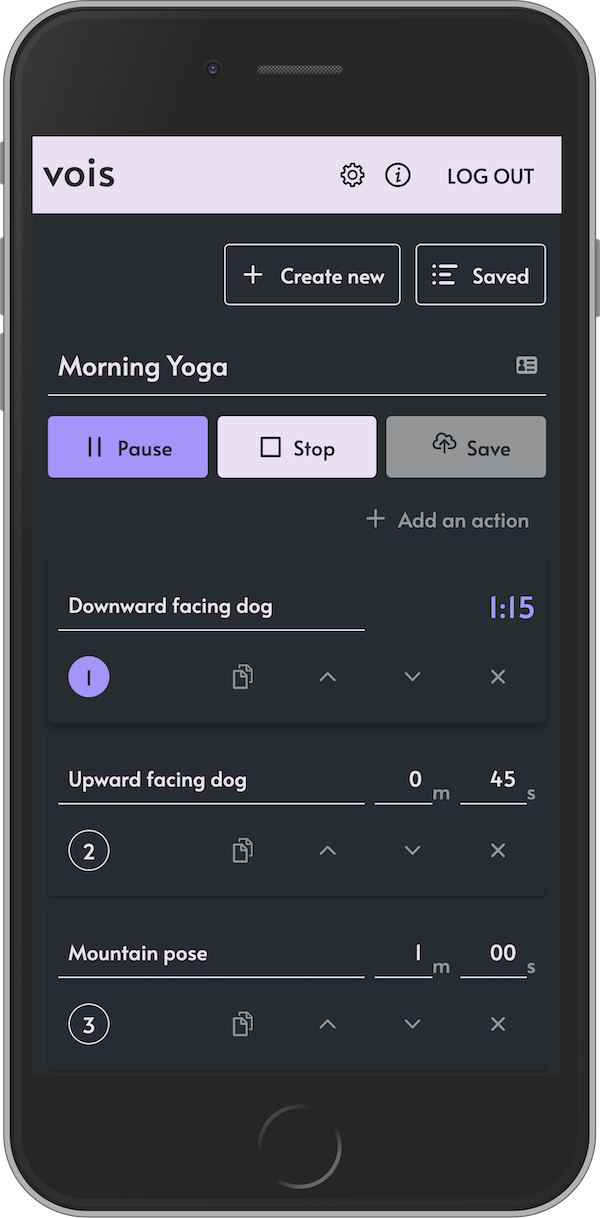 vois LOG OUT
Create new Saved
Morning Yoga
Pause Stop Save
Add an action
Downward facing dog 1:15
1
Upward facing dog 0 m 45 s
2
Mountain pose 1 m 00 s
3